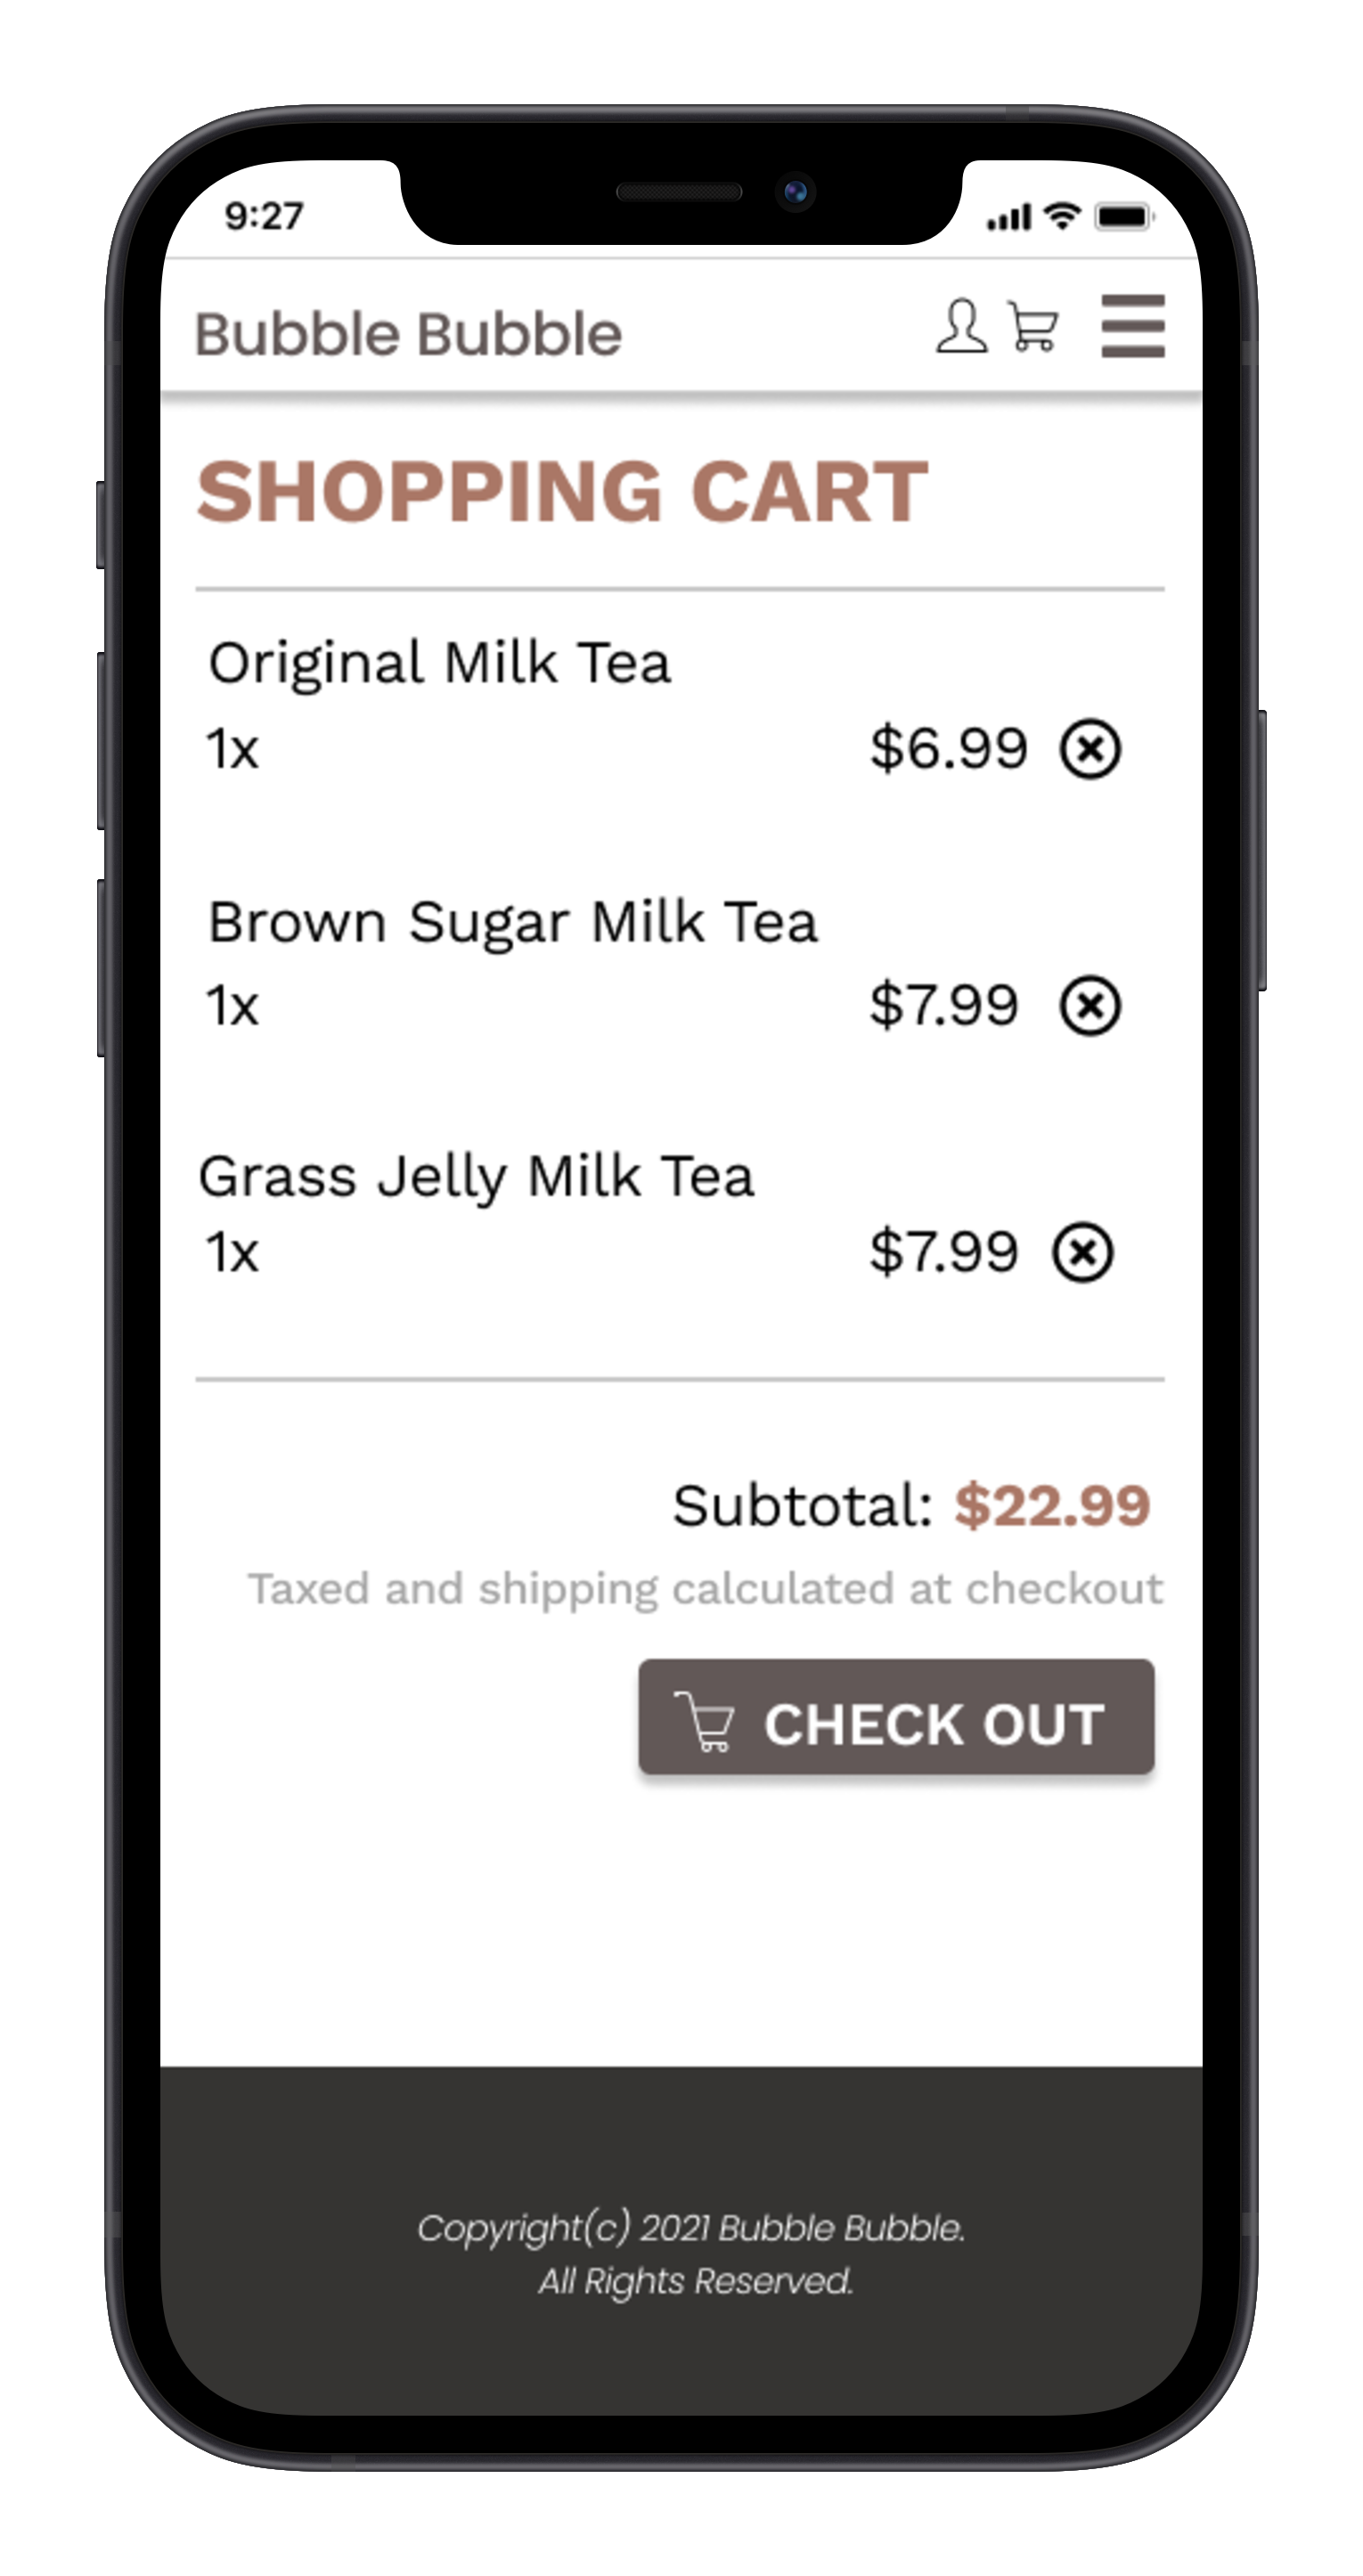 9:27
Bubble Bubble
SHOPPING CART
Original Milk Tea
1x $6.99
Brown Sugar Milk Tea
1x $7.99
Grass Jelly Milk Tea
1x $7.99
Subtotal: $22.99
Taxed and shipping calculated at checkout
CHECK OUT
Copyright(c) 2021 Bubble Bubble.
All Rights Reserved.